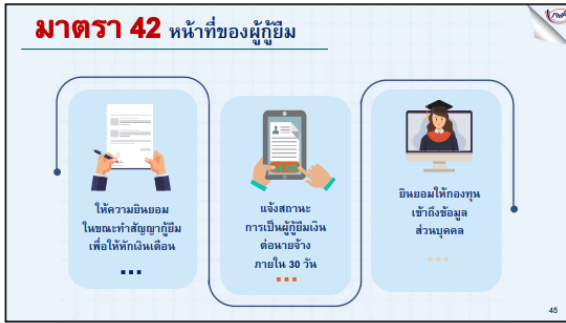 มาตรา 42 หน้าที่ของผู้กู้ยืม
ให้ความยินยอม
ในขณะทำสัญญากู้ยืม
เพื่อให้หักเงินเดือน
แจ้งสถานะ
การเป็นผู้กู้ยืมเงิน
ต่อนายจ้าง
ภายใน 30 วัน
ยินยอมให้กองทุน
เข้าถึงข้อมูล
ส่วนบุคคล
45